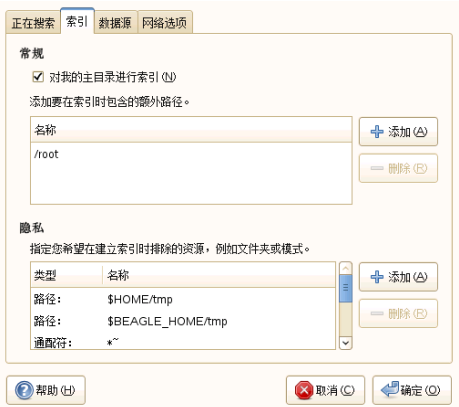 正在搜索 索引 数据源 网络选项
常规
对我的主目录进行索引(N)
添加要在索引时包含的额外路径。
名称
添加(A)
/root
删除(R)
隐私
指定您希望在建立索引时排除的资源，例如文件夹或模式。
类型 名称
添加(A)
路径： $HOME/tmp
路径： $BEAGLE_HOME/tmp
删除(R)
通配符： *~
帮助(H) 取消(C) 确定(O)